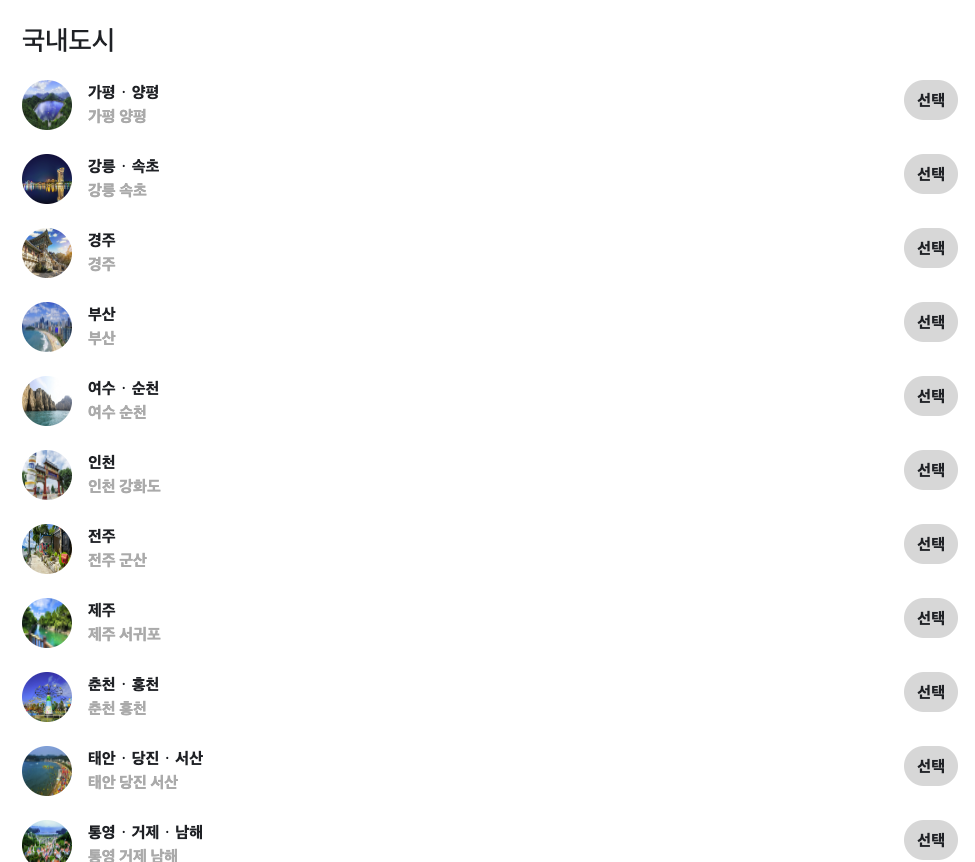 국내도시
가평 · 양평
가평 양평
선택
강릉 · 속초
강릉 속초
선택
경주
경주
선택
부산
부산
선택
여수 · 순천
여수 순천
선택
인천
인천 강화도
선택
전주
전주 군산
선택
제주
제주 서귀포
선택
춘천 · 홍천
춘천 홍천
선택
태안 · 당진 · 서산
태안 당진 서산
선택
통영 · 거제 · 남해
통영 거제 남해
선택